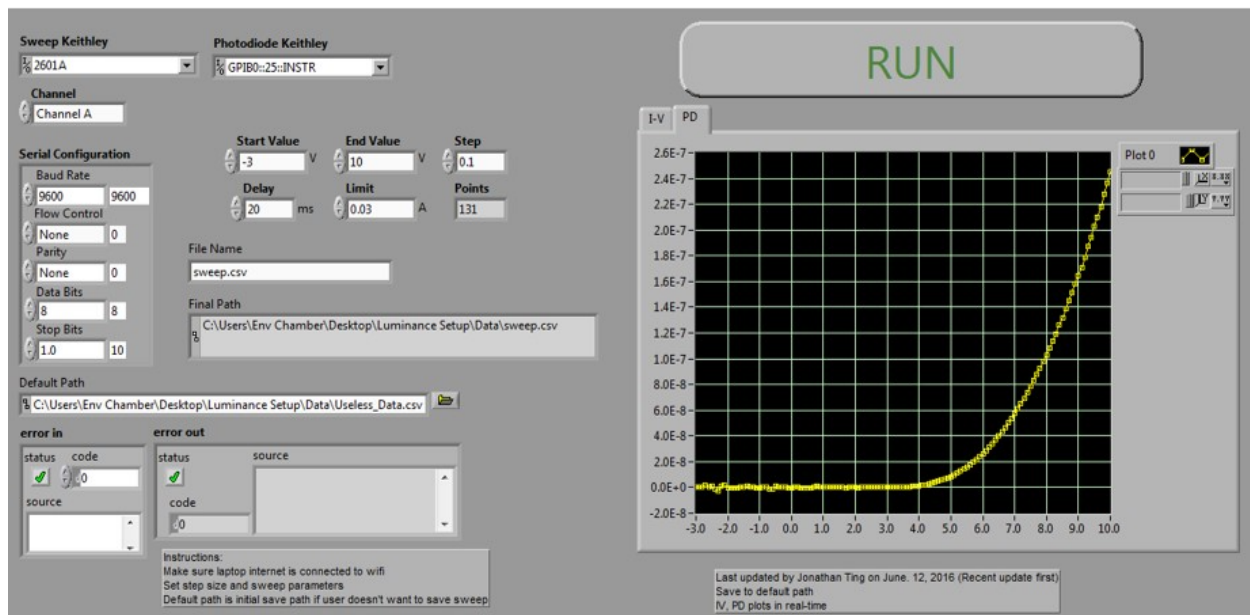 Sweep Keithley
Photodiode Keithley
2601A
GPIB0::25::INSTR
Channel
Channel A
Serial Configuration
Baud Rate
9600 9600
Flow Control
None 0
Parity
None 0
Data Bits
8 8
Stop Bits
1.0 10
Start Value
-3 V
End Value
10 V
Step
0.1
Delay
20 ms
Limit
0.03 A
Points
131
File Name
sweep.csv
Final Path
C:\Users\Env Chamber\Desktop\Luminance Setup\Data\sweep.csv
Default Path
C:\Users\Env Chamber\Desktop\Luminance Setup\Data\Useless_Data.csv
error in
status code
0
source
error out
status source
code
0
Instructions:
Make sure laptop internet is connected to wifi
Set step size and sweep parameters
Default path is initial save path if user doesn't want to save sweep
RUN
I-V PD
Plot 0
2.6E-7
2.4E-7
2.2E-7
2.0E-7
1.8E-7
1.6E-7
1.4E-7
1.2E-7
1.0E-7
8.0E-8
6.0E-8
4.0E-8
2.0E-8
0.0E+0
-2.0E-8
-3.0 -2.0 -1.0 0.0 1.0 2.0 3.0 4.0 5.0 6.0 7.0 8.0 9.0 10.0
Last updated by Jonathan Ting on June. 12, 2016 (Recent update first)
Save to default path
IV, PD plots in real-time